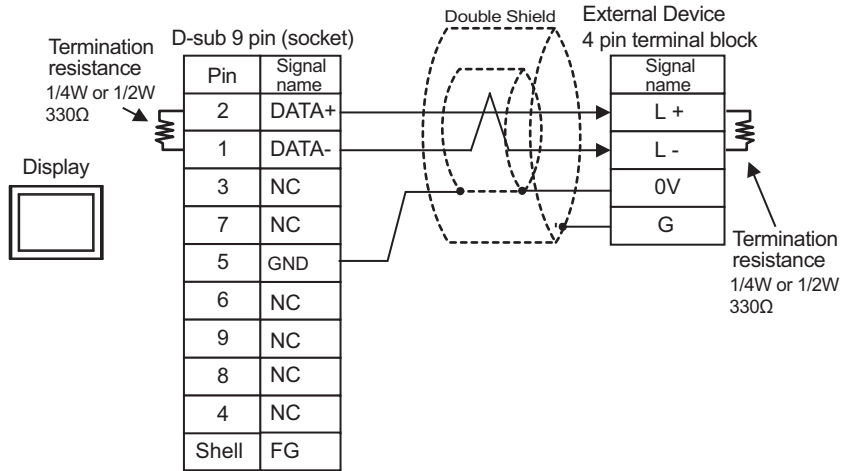 Double Shield
External Device
4 pin terminal block
D-sub 9 pin (socket)
Termination
resistance
1/4W or 1/2W
330Ω
Display
Pin Signal name
2 DATA+
1 DATA-
3 NC
7 NC
5 GND
6 NC
9 NC
8 NC
4 NC
Shell FG
Signal name
L +
L -
0V
G
Termination
resistance
1/4W or 1/2W
330Ω